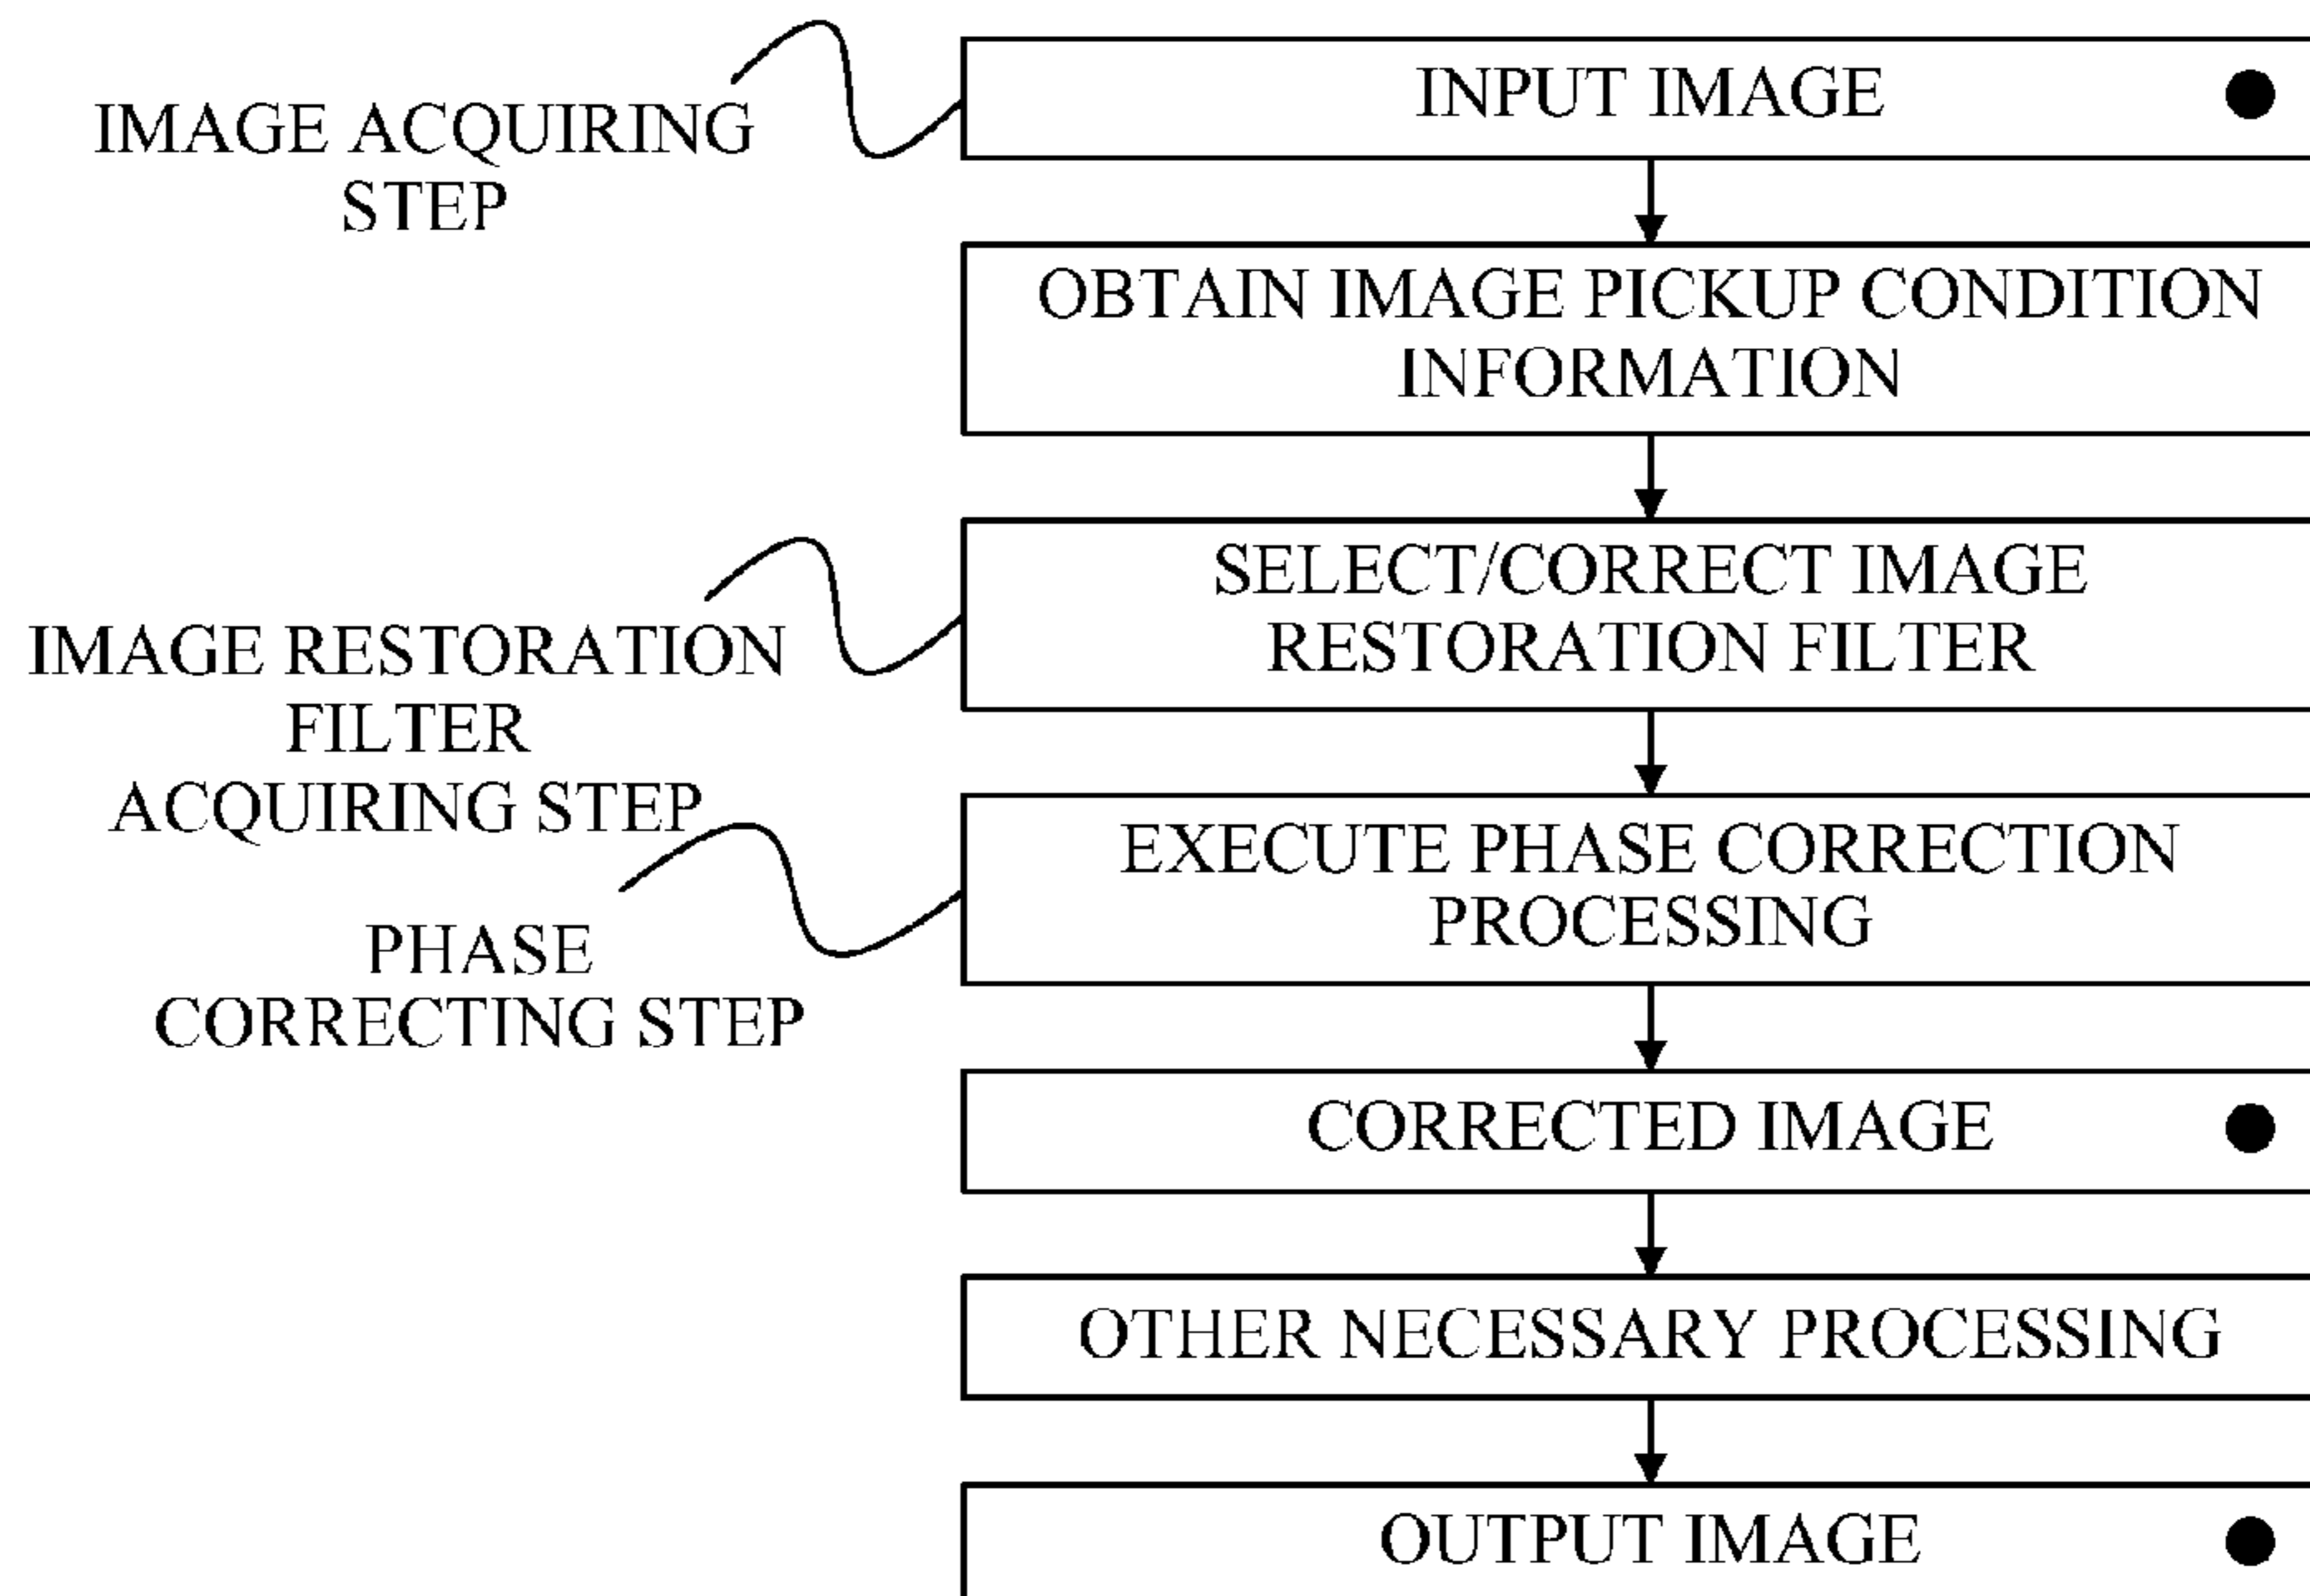 INPUT IMAGE
IMAGE ACQUIRING
STEP
OBTAIN IMAGE PICKUP CONDITION
INFORMATION
SELECT/CORRECT IMAGE
RESTORATION FILTER
IMAGE RESTORATION
FILTER
ACQUIRING STEP
EXECUTE PHASE CORRECTION
PROCESSING
PHASE
CORRECTING STEP
CORRECTED IMAGE
OTHER NECESSARY PROCESSING
OUTPUT IMAGE